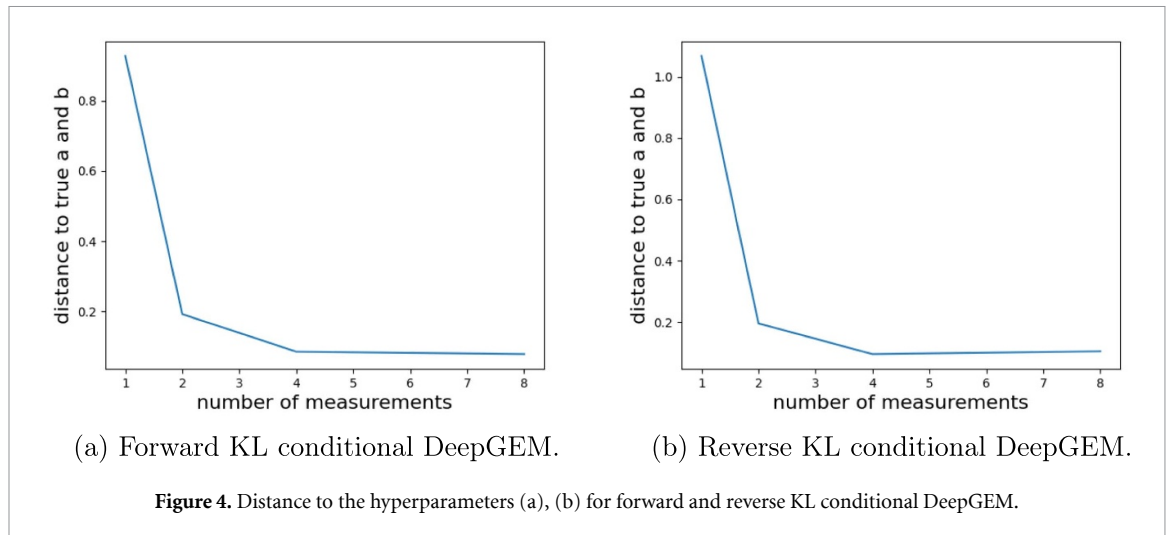 distance to true a and b
0.8
0.6
0.4
0.2
1 2 3 4 5 6 7 8
number of measurements
(a) Forward KL conditional DeepGEM.
distance to true a and b
1.0
0.8
0.6
0.4
0.2
1 2 3 4 5 6 7 8
number of measurements
(b) Reverse KL conditional DeepGEM.
Figure 4. Distance to the hyperparameters (a), (b) for forward and reverse KL conditional DeepGEM.